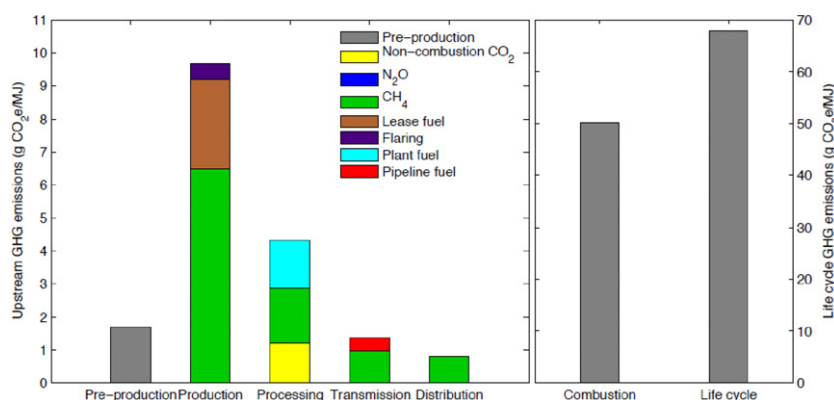 Upstream GHG emissions (g CO₂e/MJ)
11
10
9
8
7
6
5
4
3
2
1
0
Pre-production
Non-combustion CO₂
N₂O
CH₄
Lease fuel
Flaring
Plant fuel
Pipeline fuel
Pre-production Production Processing Transmission Distribution
70
60
50
40
30
20
10
0
Life cycle GHG emissions (g CO₂e/MJ)
Combustion Life cycle